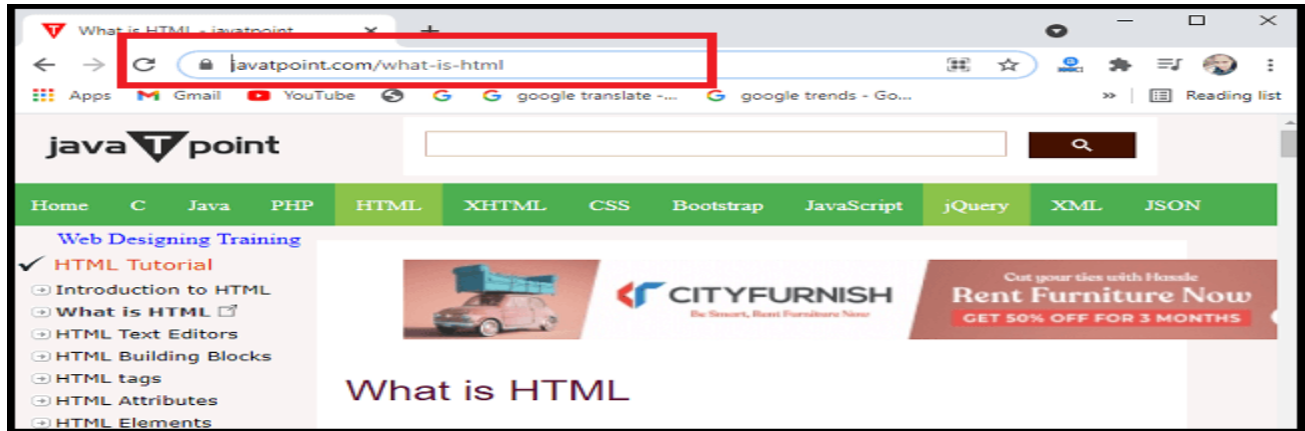 What is HTML - javatpoint
javatpoint.com/what-is-html
Apps Gmail YouTube google translate -... google trends - Go... » Reading list
java T point
Home C Java PHP HTML XHTML CSS Bootstrap JavaScript jQuery XML JSON
Web Designing Training
HTML Tutorial
Introduction to HTML
What is HTML
HTML Text Editors
HTML Building Blocks
HTML tags
HTML Attributes
HTML Elements
CITYFURNISH
Be Smart, Rent Furniture Now
Cut your ties with Hassle
Rent Furniture Now
GET 50% OFF FOR 3 MONTHS
What is HTML